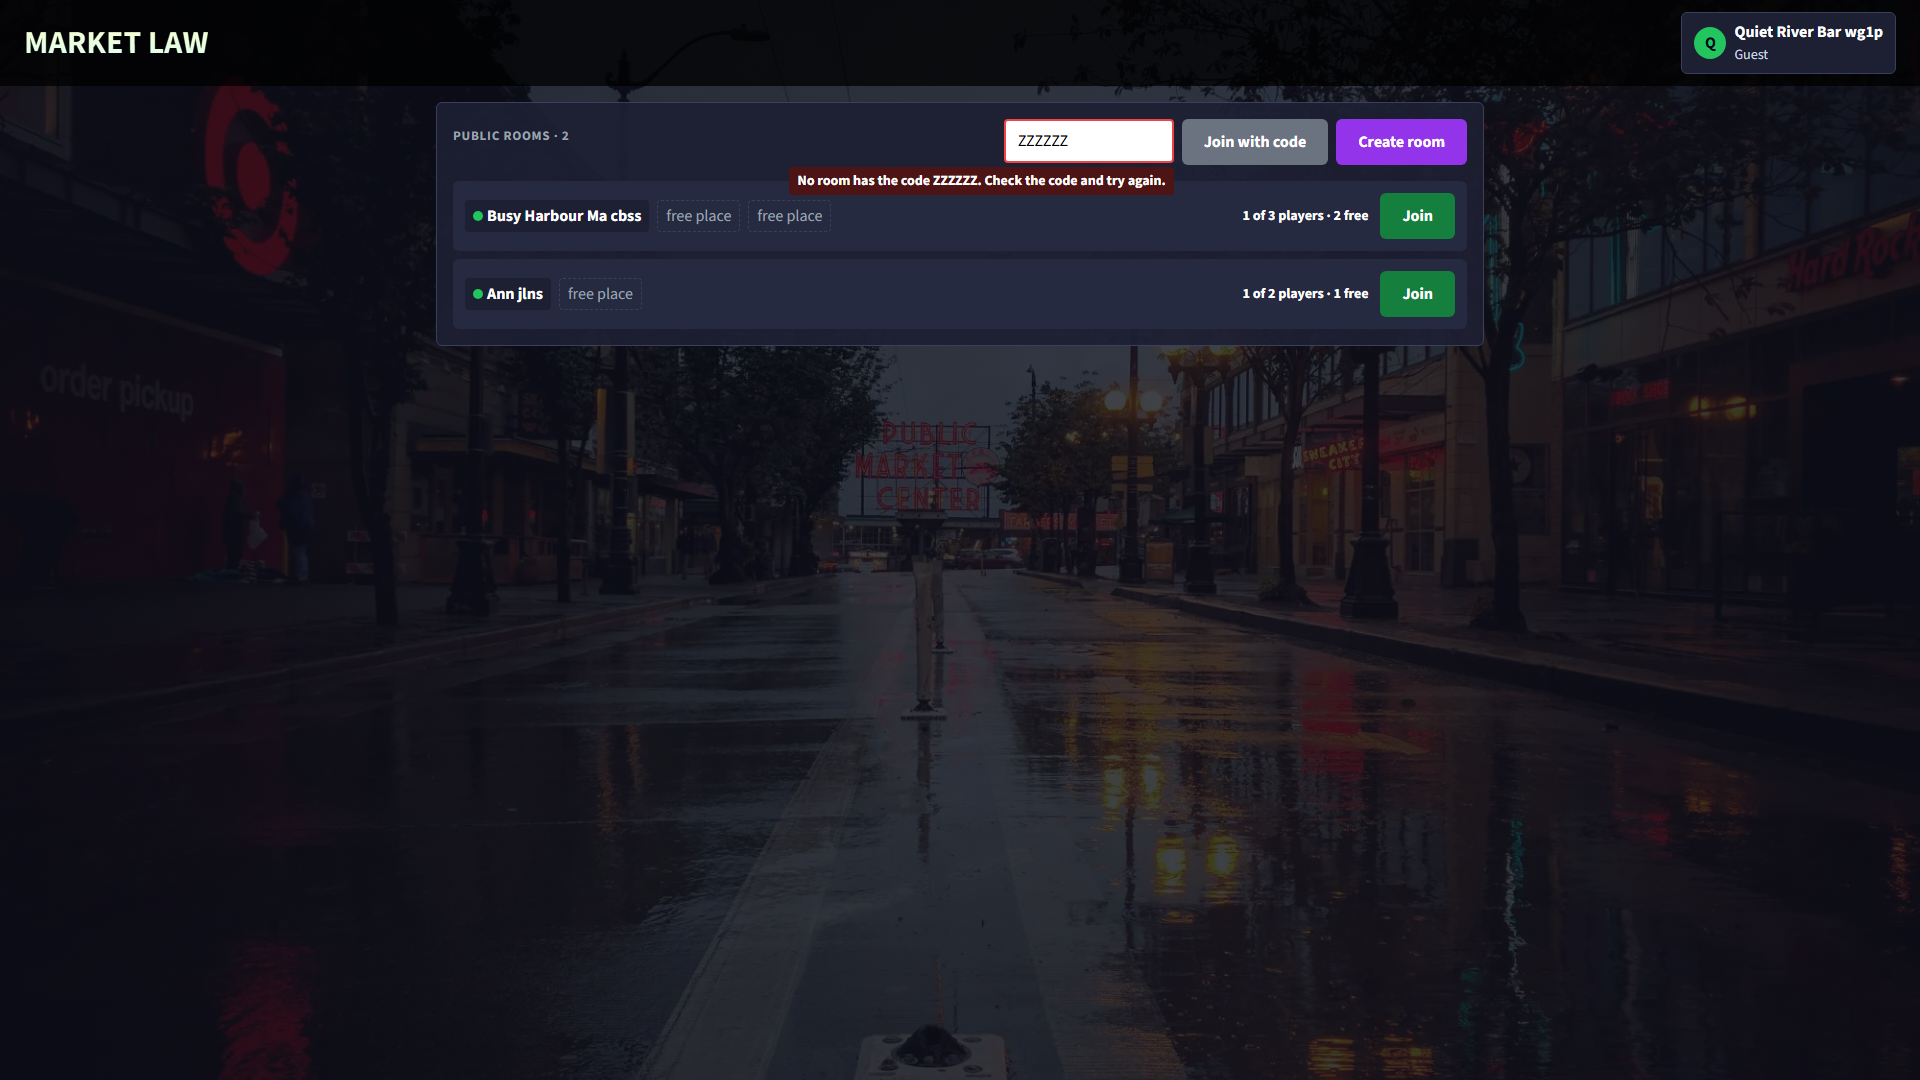 MARKET LAW
Q
Quiet River Bar wg1p
Guest
PUBLIC ROOMS · 2
ZZZZZZ
Join with code
Create room
No room has the code ZZZZZZ. Check the code and try again.
Busy Harbour Ma cbss
free place
free place
1 of 3 players · 2 free
Join
Ann jlns
free place
1 of 2 players · 1 free
Join
Hard Rock
order pickup
PUBLIC
MARKET
CENTER
SNEAKER
CITY